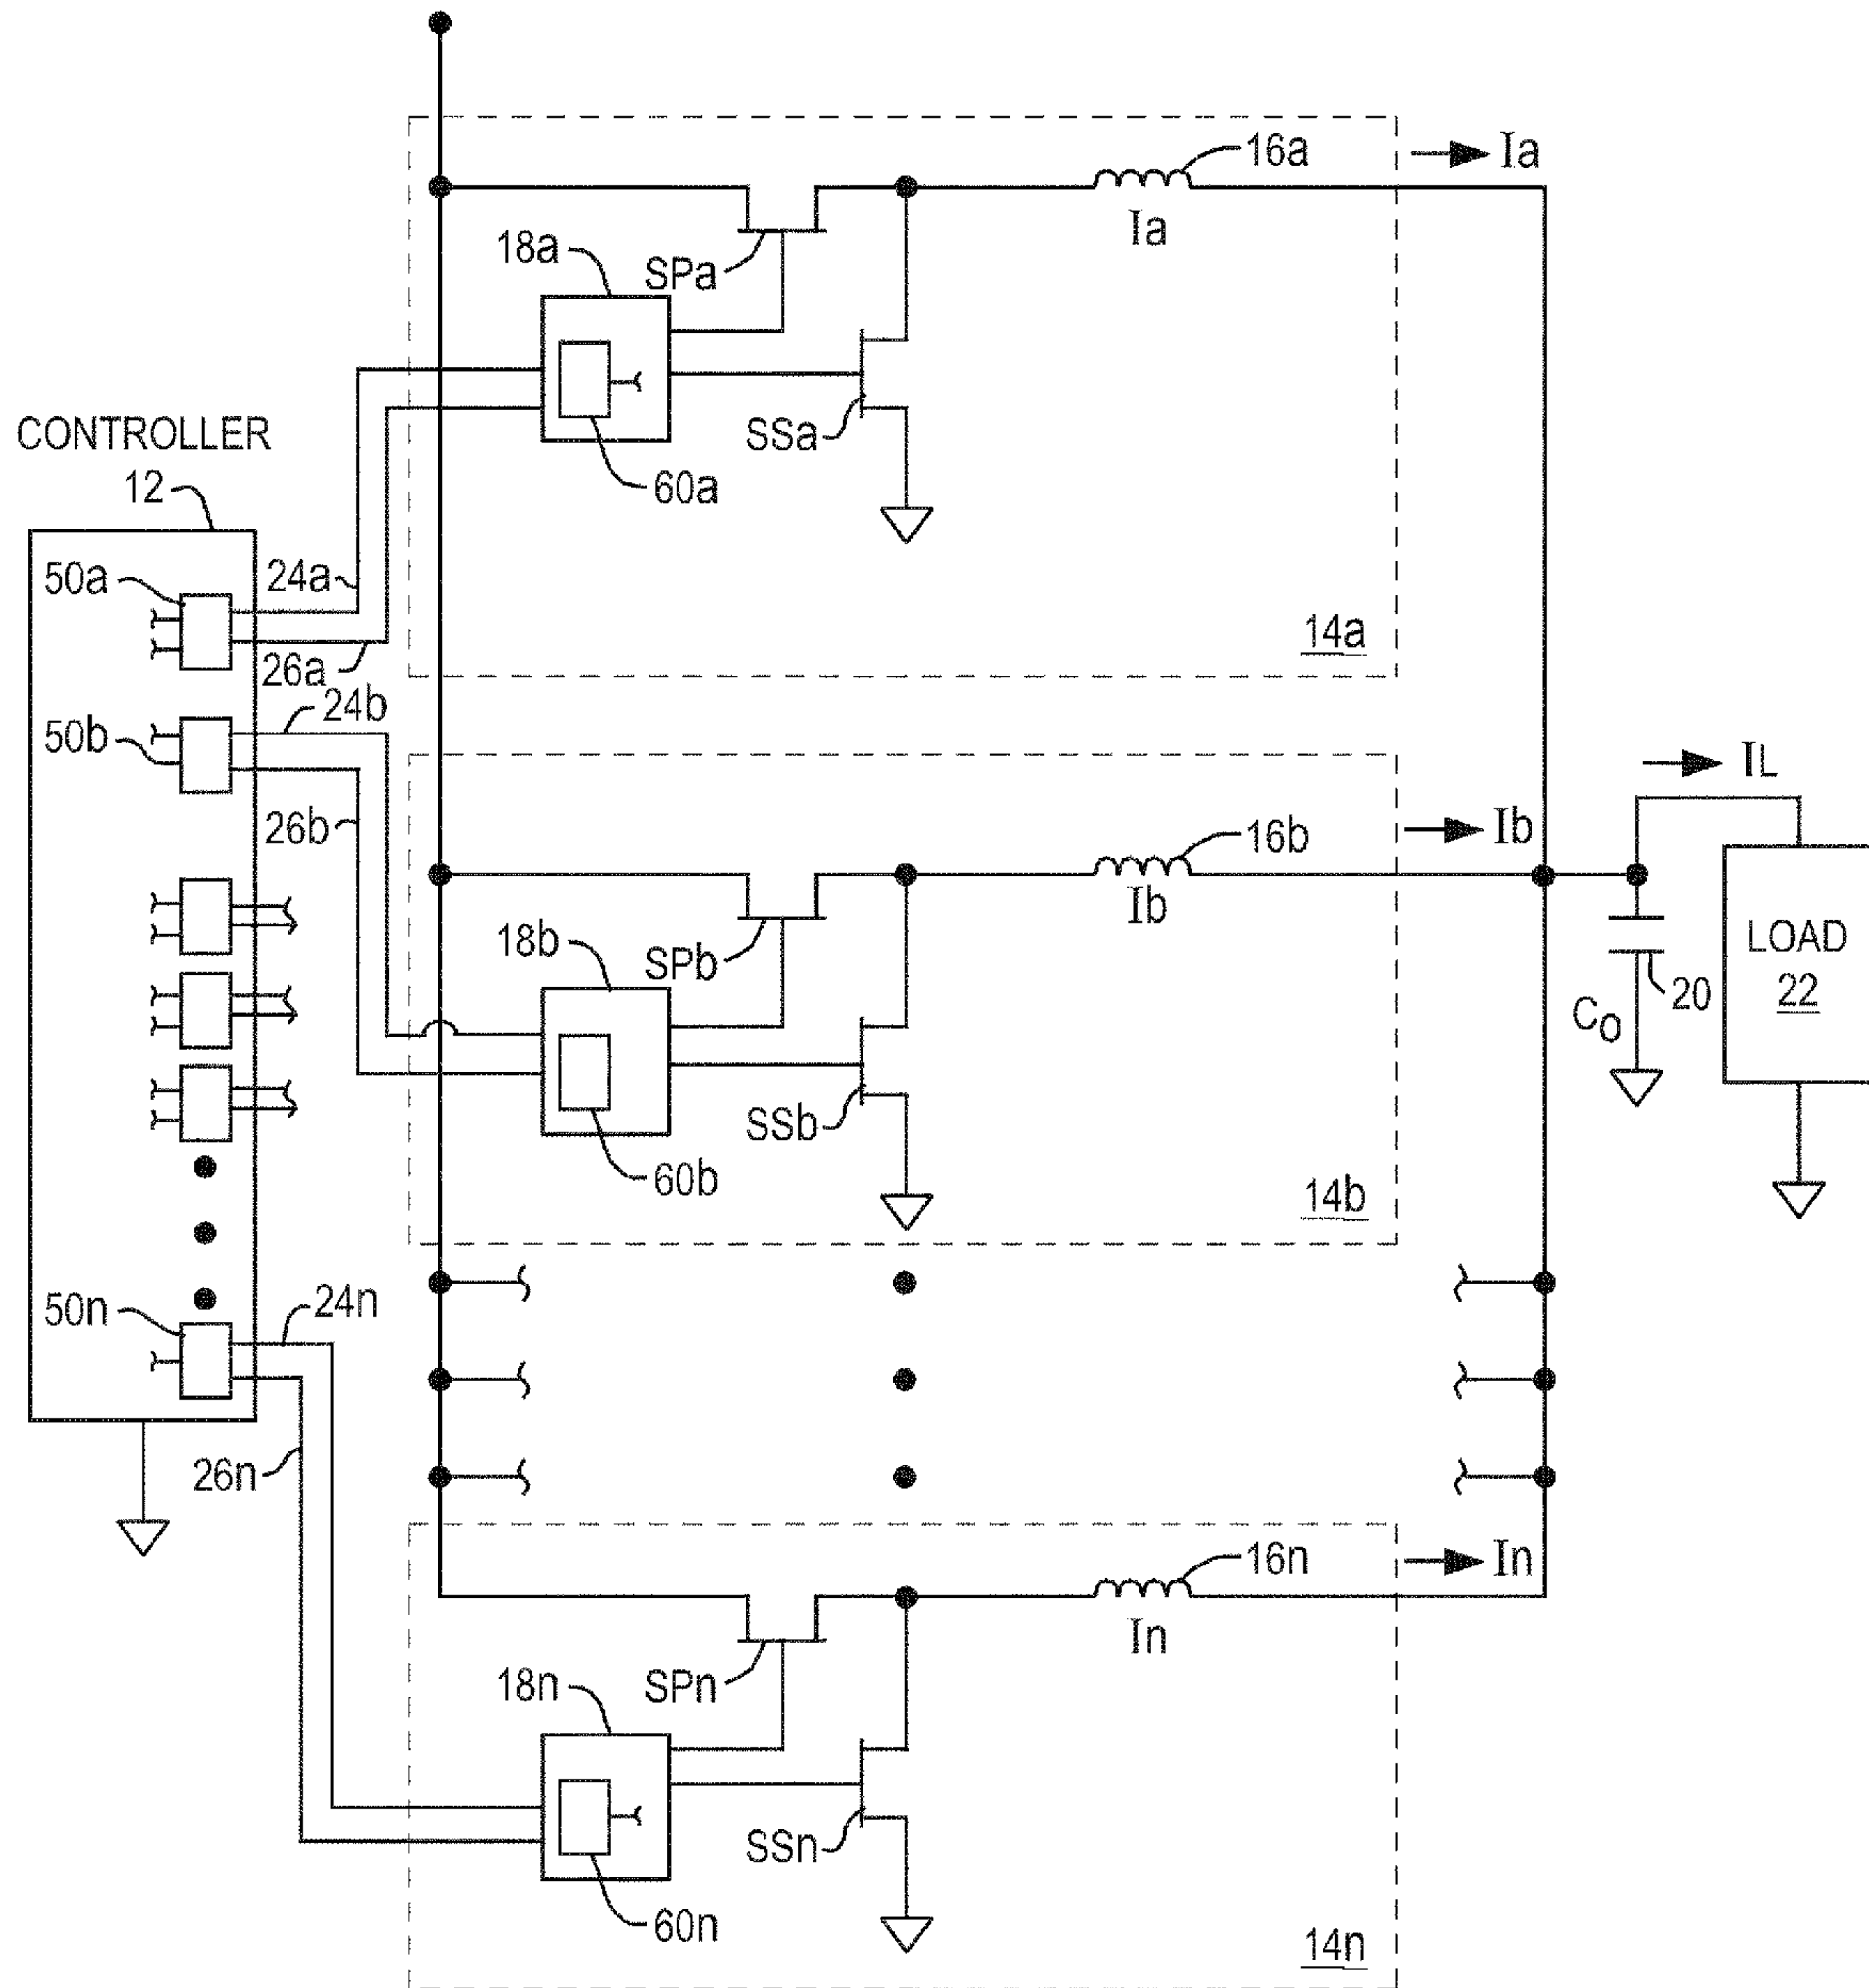 16a
Ia
Ia
18a
SPa
SSa
60a
CONTROLLER
12
50a
24a
26a
14a
24b
50b
26b
IL
Ib
16b
Ib
18b
SPb
LOAD
22
20
CO
SSb
60b
14b
50n
24n
26n
In
16n
In
18n
SPn
SSn
60n
14n